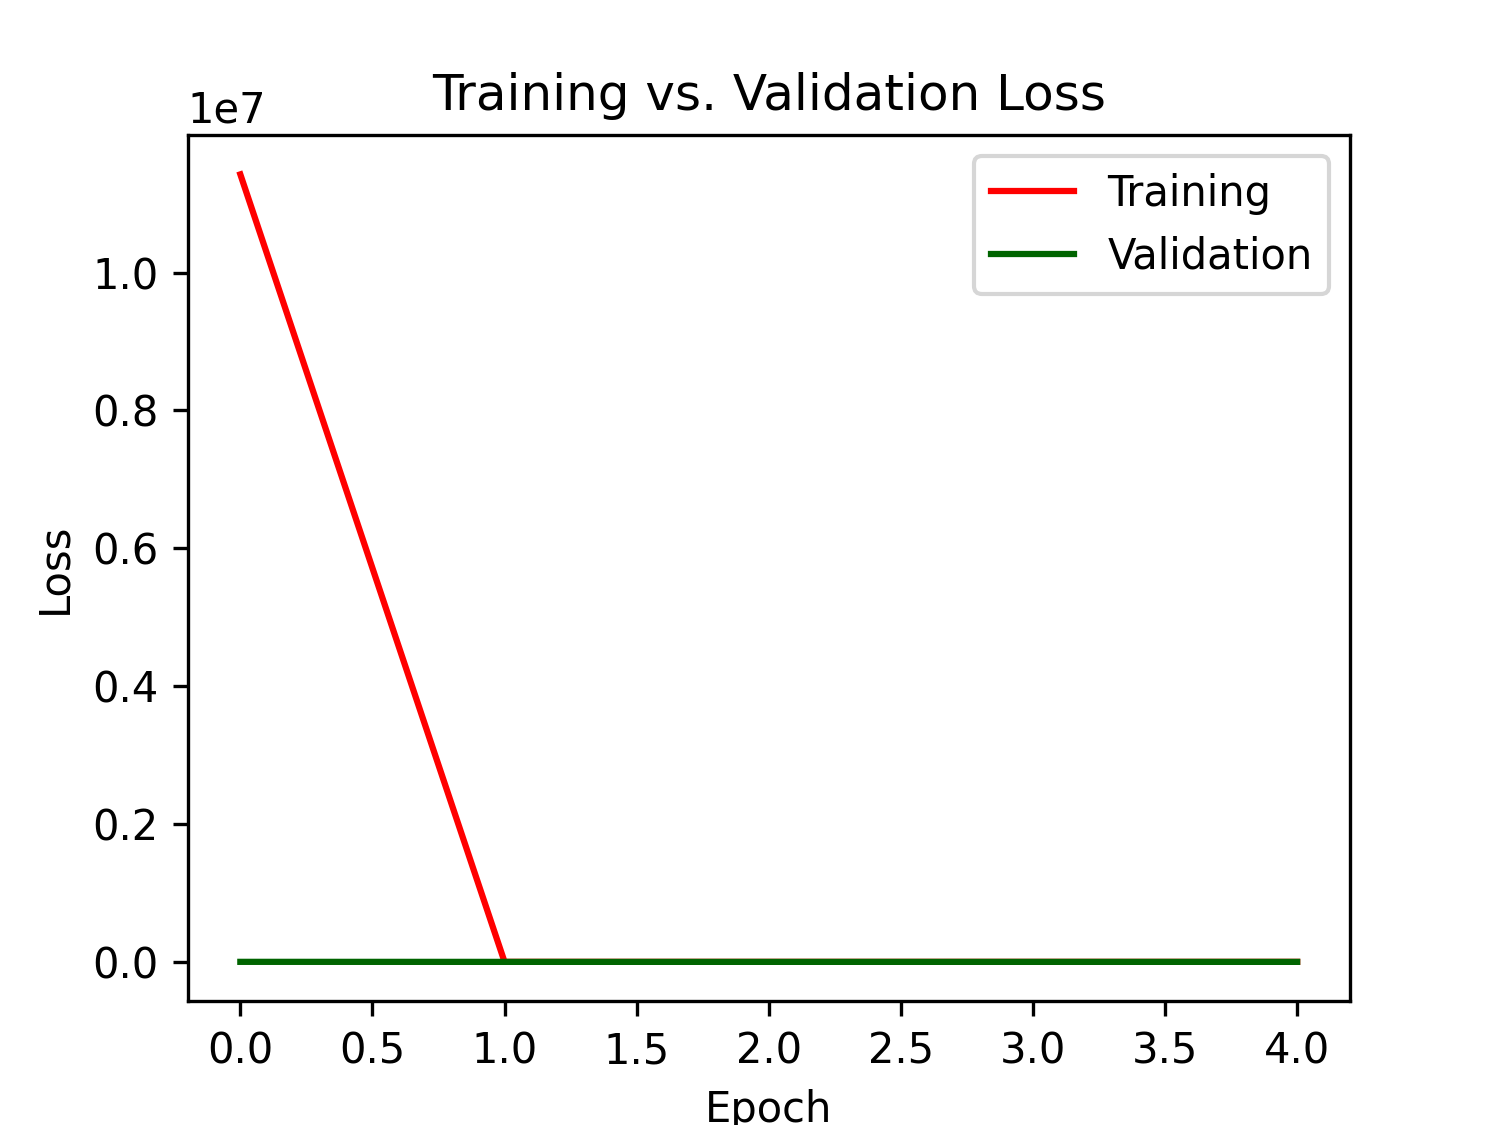 Training vs. Validation Loss
1e7
Training
Validation
1.0
0.8
0.6
0.4
0.2
0.0
Loss
0.0 0.5 1.0 1.5 2.0 2.5 3.0 3.5 4.0
Epoch